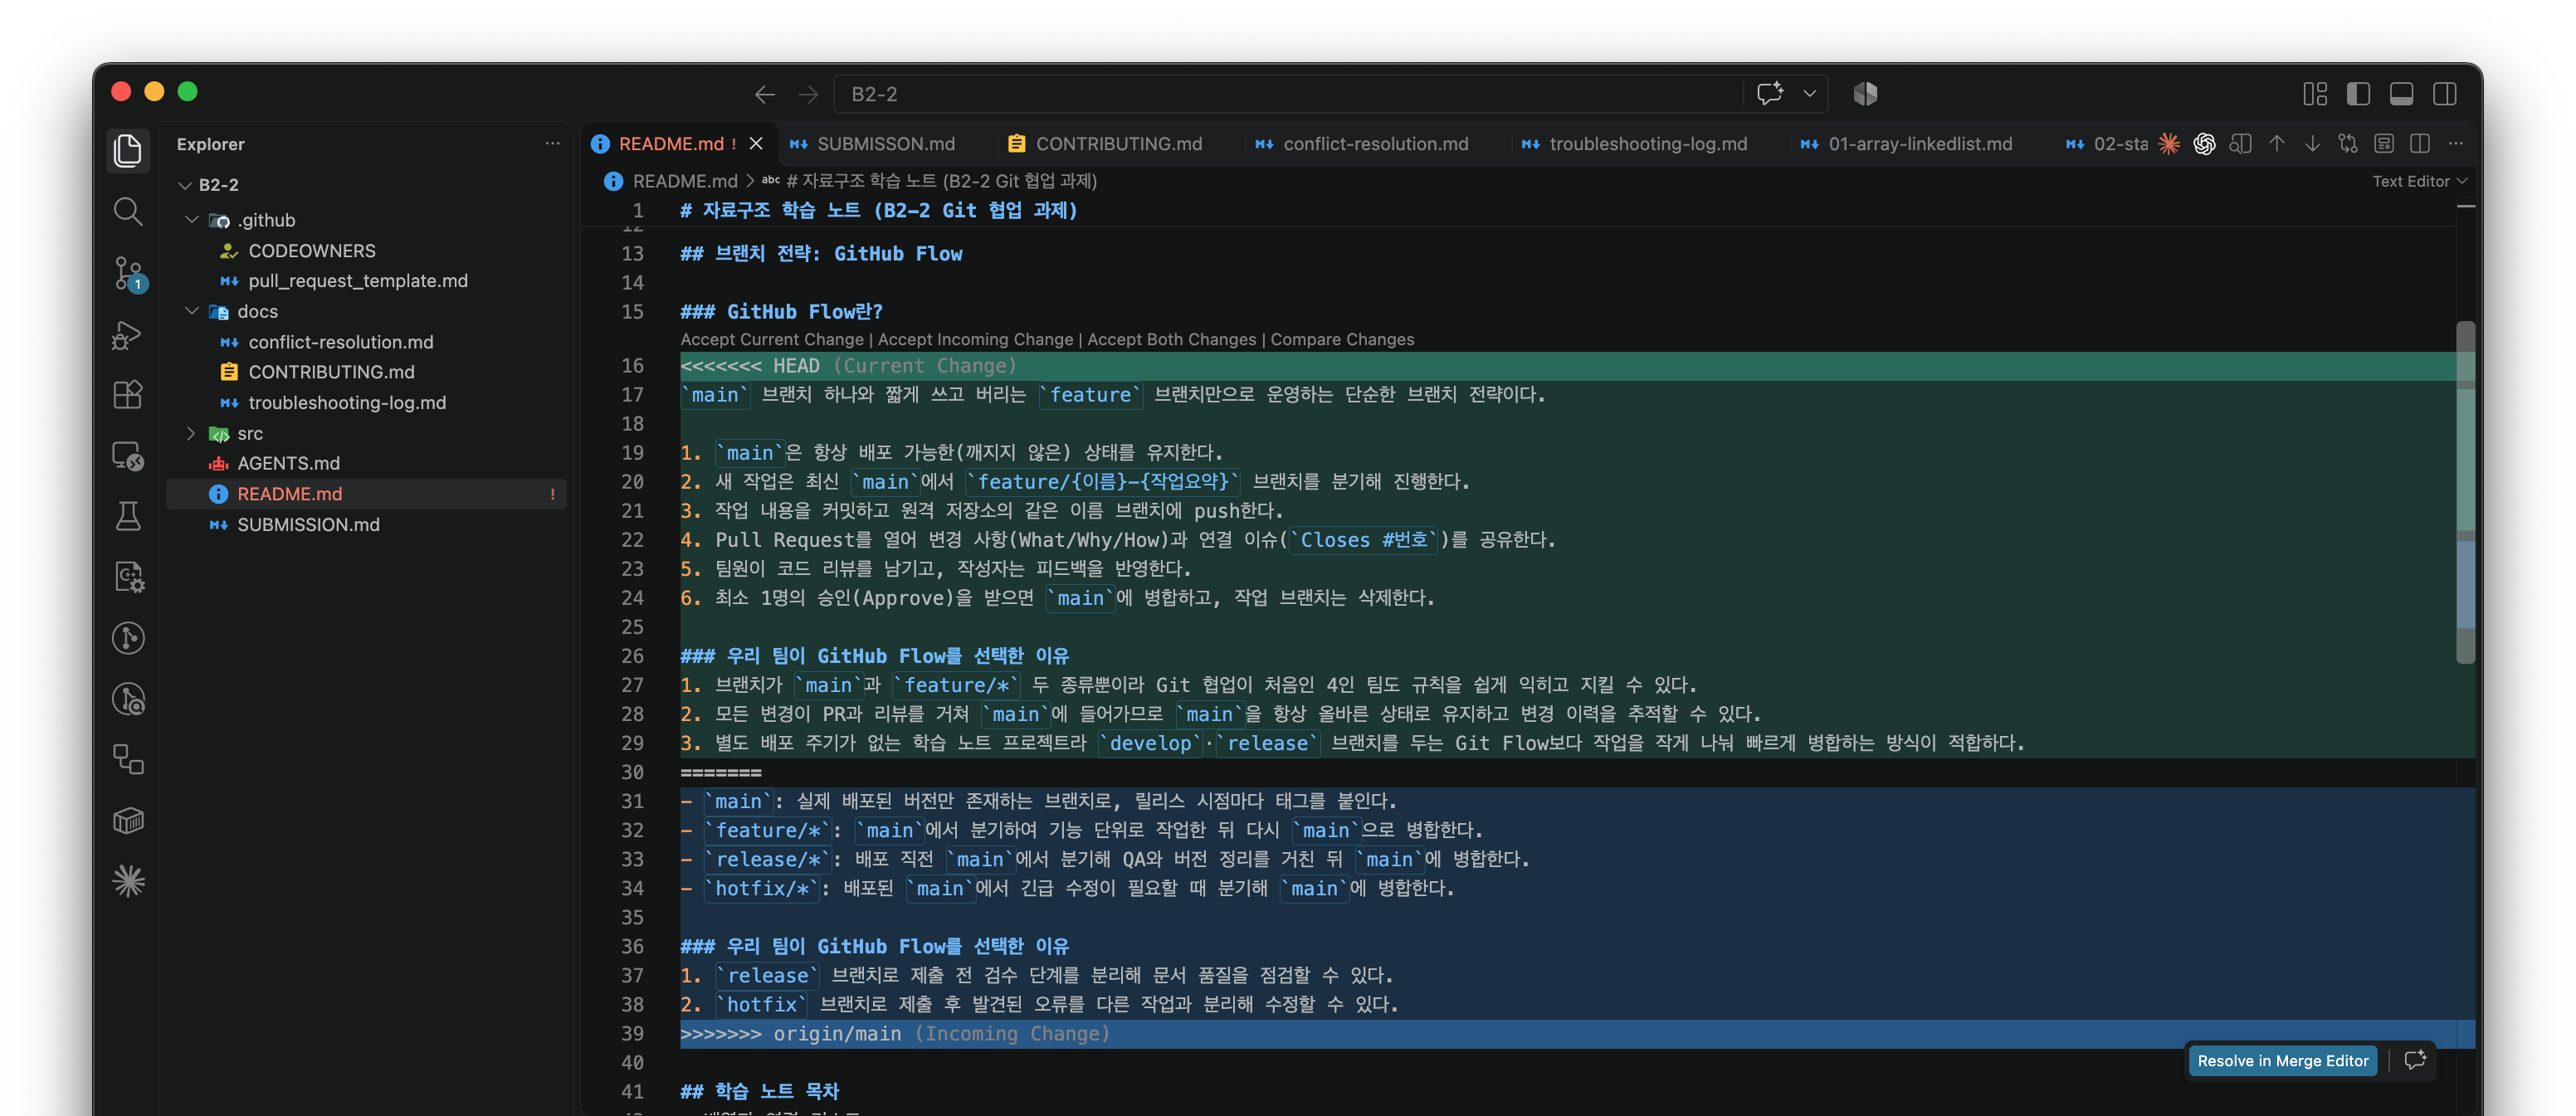 B2-2
Explorer
B2-2
.github
CODEOWNERS
pull_request_template.md
docs
conflict-resolution.md
CONTRIBUTING.md
troubleshooting-log.md
src
AGENTS.md
README.md !
SUBMISSION.md
1
README.md ! SUBMISSON.md CONTRIBUTING.md conflict-resolution.md troubleshooting-log.md 01-array-linkedlist.md 02-sta
README.md > abc # 자료구조 학습 노트 (B2-2 Git 협업 과제) Text Editor
1 # 자료구조 학습 노트 (B2-2 Git 협업 과제)
12
13 ## 브랜치 전략: GitHub Flow
14
15 ### GitHub Flow란?
Accept Current Change | Accept Incoming Change | Accept Both Changes | Compare Changes
16 <<<<<<< HEAD (Current Change)
17 `main` 브랜치 하나와 짧게 쓰고 버리는 `feature` 브랜치만으로 운영하는 단순한 브랜치 전략이다.
18
19 1. `main`은 항상 배포 가능한(깨지지 않은) 상태를 유지한다.
20 2. 새 작업은 최신 `main`에서 `feature/{이름}-{작업요약}` 브랜치를 분기해 진행한다.
21 3. 작업 내용을 커밋하고 원격 저장소의 같은 이름 브랜치에 push한다.
22 4. Pull Request를 열어 변경 사항(What/Why/How)과 연결 이슈(`Closes #번호`)를 공유한다.
23 5. 팀원이 코드 리뷰를 남기고, 작성자는 피드백을 반영한다.
24 6. 최소 1명의 승인(Approve)을 받으면 `main`에 병합하고, 작업 브랜치는 삭제한다.
25
26 ### 우리 팀이 GitHub Flow를 선택한 이유
27 1. 브랜치가 `main`과 `feature/*` 두 종류뿐이라 Git 협업이 처음인 4인 팀도 규칙을 쉽게 익히고 지킬 수 있다.
28 2. 모든 변경이 PR과 리뷰를 거쳐 `main`에 들어가므로 `main`을 항상 올바른 상태로 유지하고 변경 이력을 추적할 수 있다.
29 3. 별도 배포 주기가 없는 학습 노트 프로젝트라 `develop`·`release` 브랜치를 두는 Git Flow보다 작업을 작게 나눠 빠르게 병합하는 방식이 적합하다.
30 =======
31 - `main`: 실제 배포된 버전만 존재하는 브랜치로, 릴리스 시점마다 태그를 붙인다.
32 - `feature/*`: `main`에서 분기하여 기능 단위로 작업한 뒤 다시 `main`으로 병합한다.
33 - `release/*`: 배포 직전 `main`에서 분기해 QA와 버전 정리를 거친 뒤 `main`에 병합한다.
34 - `hotfix/*`: 배포된 `main`에서 긴급 수정이 필요할 때 분기해 `main`에 병합한다.
35
36 ### 우리 팀이 GitHub Flow를 선택한 이유
37 1. `release` 브랜치로 제출 전 검수 단계를 분리해 문서 품질을 점검할 수 있다.
38 2. `hotfix` 브랜치로 제출 후 발견된 오류를 다른 작업과 분리해 수정할 수 있다.
39 >>>>>>> origin/main (Incoming Change)
40
Resolve in Merge Editor
41 ## 학습 노트 목차